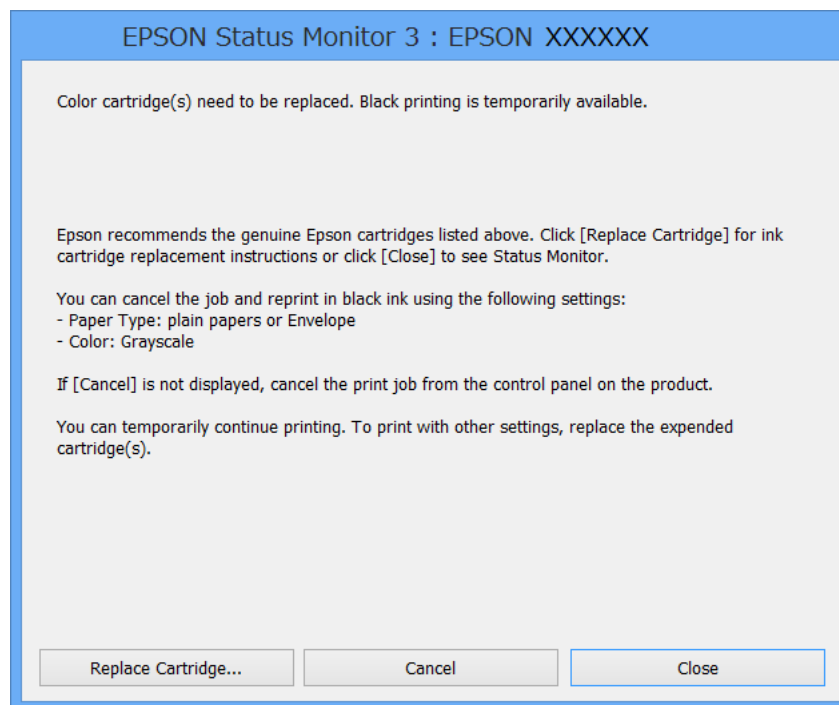 EPSON Status Monitor 3 : EPSON XXXXXX
Color cartridge(s) need to be replaced. Black printing is temporarily available.
Epson recommends the genuine Epson cartridges listed above. Click [Replace Cartridge] for ink
cartridge replacement instructions or click [Close] to see Status Monitor.
You can cancel the job and reprint in black ink using the following settings:
- Paper Type: plain papers or Envelope
- Color: Grayscale
If [Cancel] is not displayed, cancel the print job from the control panel on the product.
You can temporarily continue printing. To print with other settings, replace the expended
cartridge(s).
Replace Cartridge... Cancel Close